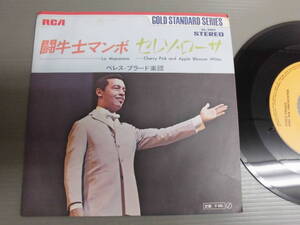 RCA
GOLD STANDARD SERIES
STEREO
闘牛士マンボ
La Macarena
セレソ・ローサ
Cherry Pink and Apple Blossom White
ペレス・プラード楽団